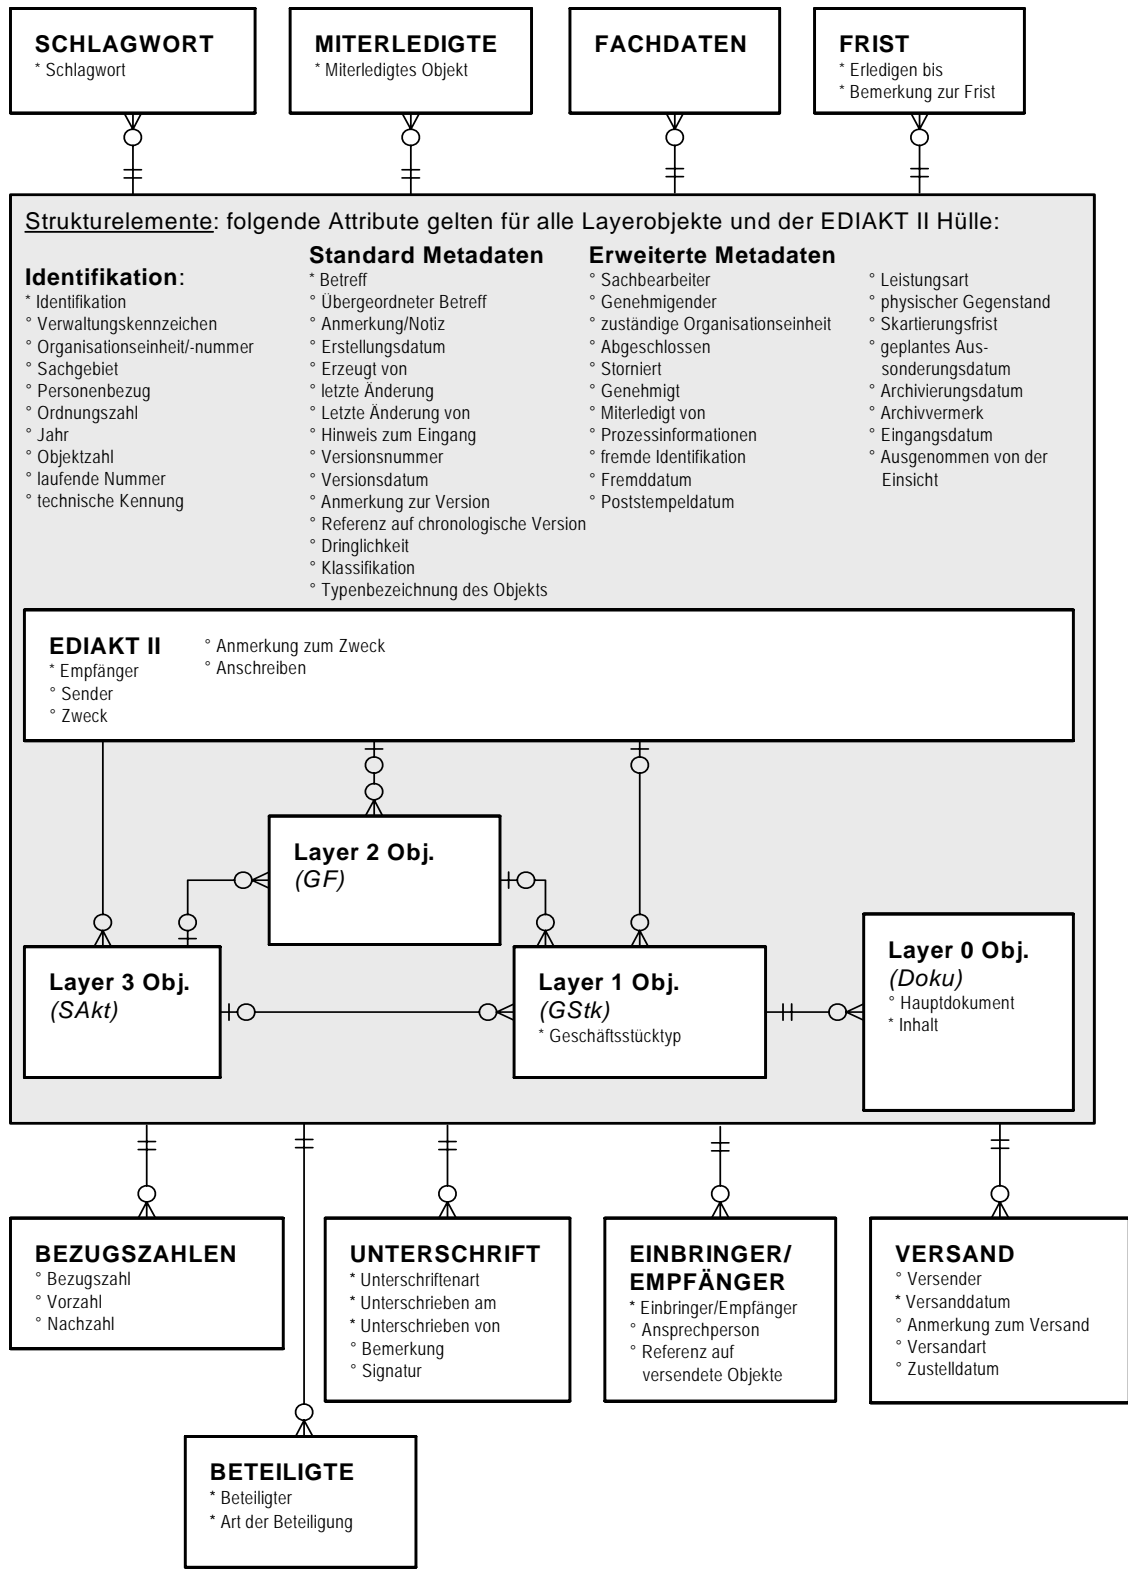 SCHLAGWORT
* Schlagwort
MITERLEDIGTE
* Miterledigtes Objekt
FACHDATEN
FRIST
* Erledigen bis
* Bemerkung zur Frist
Strukturelemente: folgende Attribute gelten für alle Layerobjekte und der EDIAKT II Hülle:
Identifikation:
* Identifikation
° Verwaltungskennzeichen
° Organisationseinheit/-nummer
° Sachgebiet
° Personenbezug
° Ordnungszahl
° Jahr
° Objektzahl
° laufende Nummer
° technische Kennung
Standard Metadaten
* Betreff
° Übergeordneter Betreff
° Anmerkung/Notiz
° Erstellungsdatum
° Erzeugt von
° letzte Änderung
° Letzte Änderung von
° Hinweis zum Eingang
° Versionsnummer
° Versionsdatum
° Anmerkung zur Version
° Referenz auf chronologische Version
° Dringlichkeit
° Klassifikation
° Typenbezeichnung des Objekts
Erweiterte Metadaten
° Sachbearbeiter
° Genehmigender
° zuständige Organisationseinheit
° Abgeschlossen
° Storniert
° Genehmigt
° Miterledigt von
° Prozessinformationen
° fremde Identifikation
° Fremddatum
° Poststempeldatum
° Leistungsart
° physischer Gegenstand
° Skartierungsfrist
° geplantes Aus-
sonderungsdatum
° Archivierungsdatum
° Archivvermerk
° Eingangsdatum
° Ausgenommen von der
Einsicht
EDIAKT II
* Empfänger
° Sender
° Zweck
° Anmerkung zum Zweck
° Anschreiben
Layer 2 Obj.
(GF)
Layer 3 Obj.
(SAkt)
Layer 1 Obj.
(GStk)
* Geschäftsstücktyp
Layer 0 Obj.
(Doku)
° Hauptdokument
* Inhalt
BEZUGSZAHLEN
° Bezugszahl
° Vorzahl
° Nachzahl
UNTERSCHRIFT
* Unterschriftenart
* Unterschrieben am
* Unterschrieben von
° Bemerkung
° Signatur
EINBRINGER/
EMPFÄNGER
* Einbringer/Empfänger
° Ansprechperson
° Referenz auf
versendete Objekte
VERSAND
° Versender
* Versanddatum
° Anmerkung zum Versand
° Versandart
° Zustelldatum
BETEILIGTE
* Beteiligter
* Art der Beteiligung